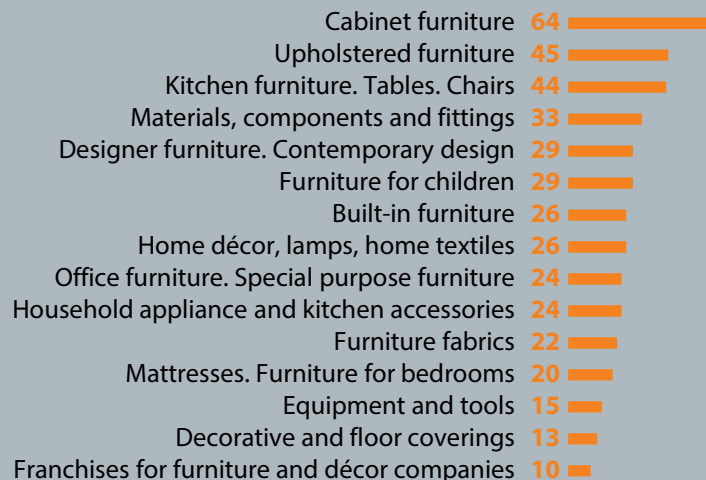 Cabinet furniture 64
Upholstered furniture 45
Kitchen furniture. Tables. Chairs 44
Materials, components and fittings 33
Designer furniture. Contemporary design 29
Furniture for children 29
Built-in furniture 26
Home décor, lamps, home textiles 26
Office furniture. Special purpose furniture 24
Household appliance and kitchen accessories 24
Furniture fabrics 22
Mattresses. Furniture for bedrooms 20
Equipment and tools 15
Decorative and floor coverings 13
Franchises for furniture and décor companies 10